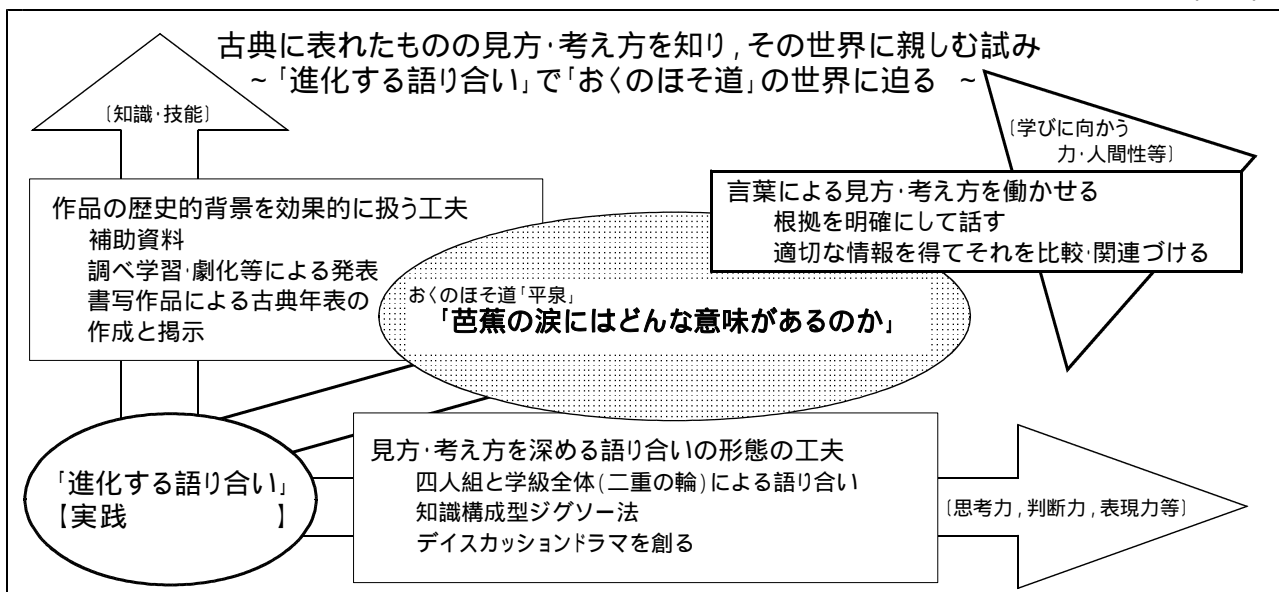 古典に表れたものの見方・考え方を知り,その世界に親しむ試み
~「進化する語り合い」で「おくのほそ道」の世界に迫る ~
〔知識・技能〕
〔学びに向かう
力・人間性等〕
作品の歴史的背景を効果的に扱う工夫
補助資料
調べ学習・劇化等による発表
書写作品による古典年表の
作成と掲示
言葉による見方・考え方を働かせる
根拠を明確にして話す
適切な情報を得てそれを比較・関連づける
おくのほそ道「平泉」
「芭蕉の涙にはどんな意味があるのか」
見方・考え方を深める語り合いの形態の工夫
四人組と学級全体(二重の輪)による語り合い
知識構成型ジグソー法
デイスカッションドラマを創る
「進化する語り合い」
【実践 】
〔思考力,判断力,表現力等〕